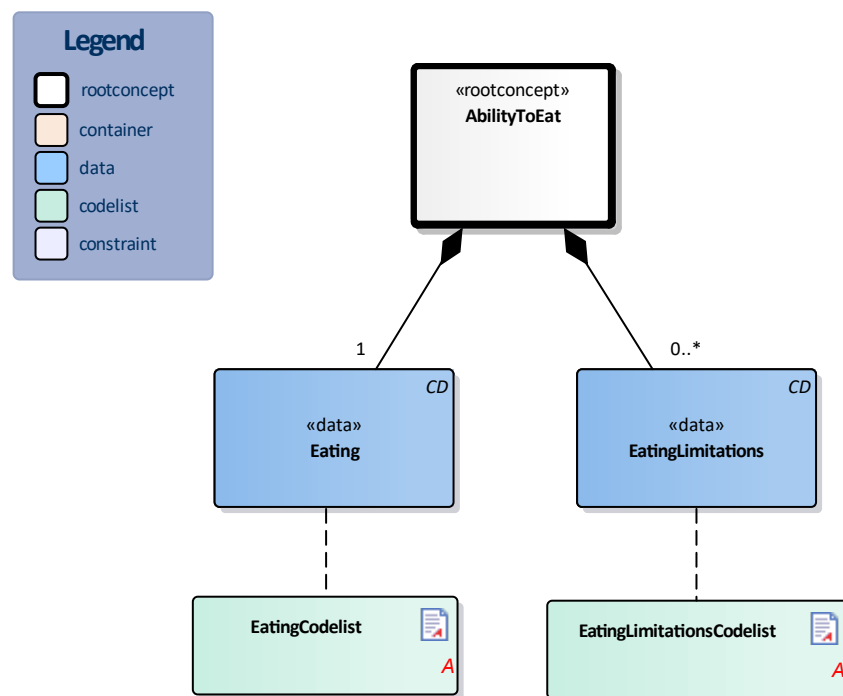 Legend
rootconcept
container
data
codelist
constraint
«rootconcept»
AbilityToEat
1
0..*
CD
«data»
Eating
CD
«data»
EatingLimitations
EatingCodelist
A
EatingLimitationsCodelist
A